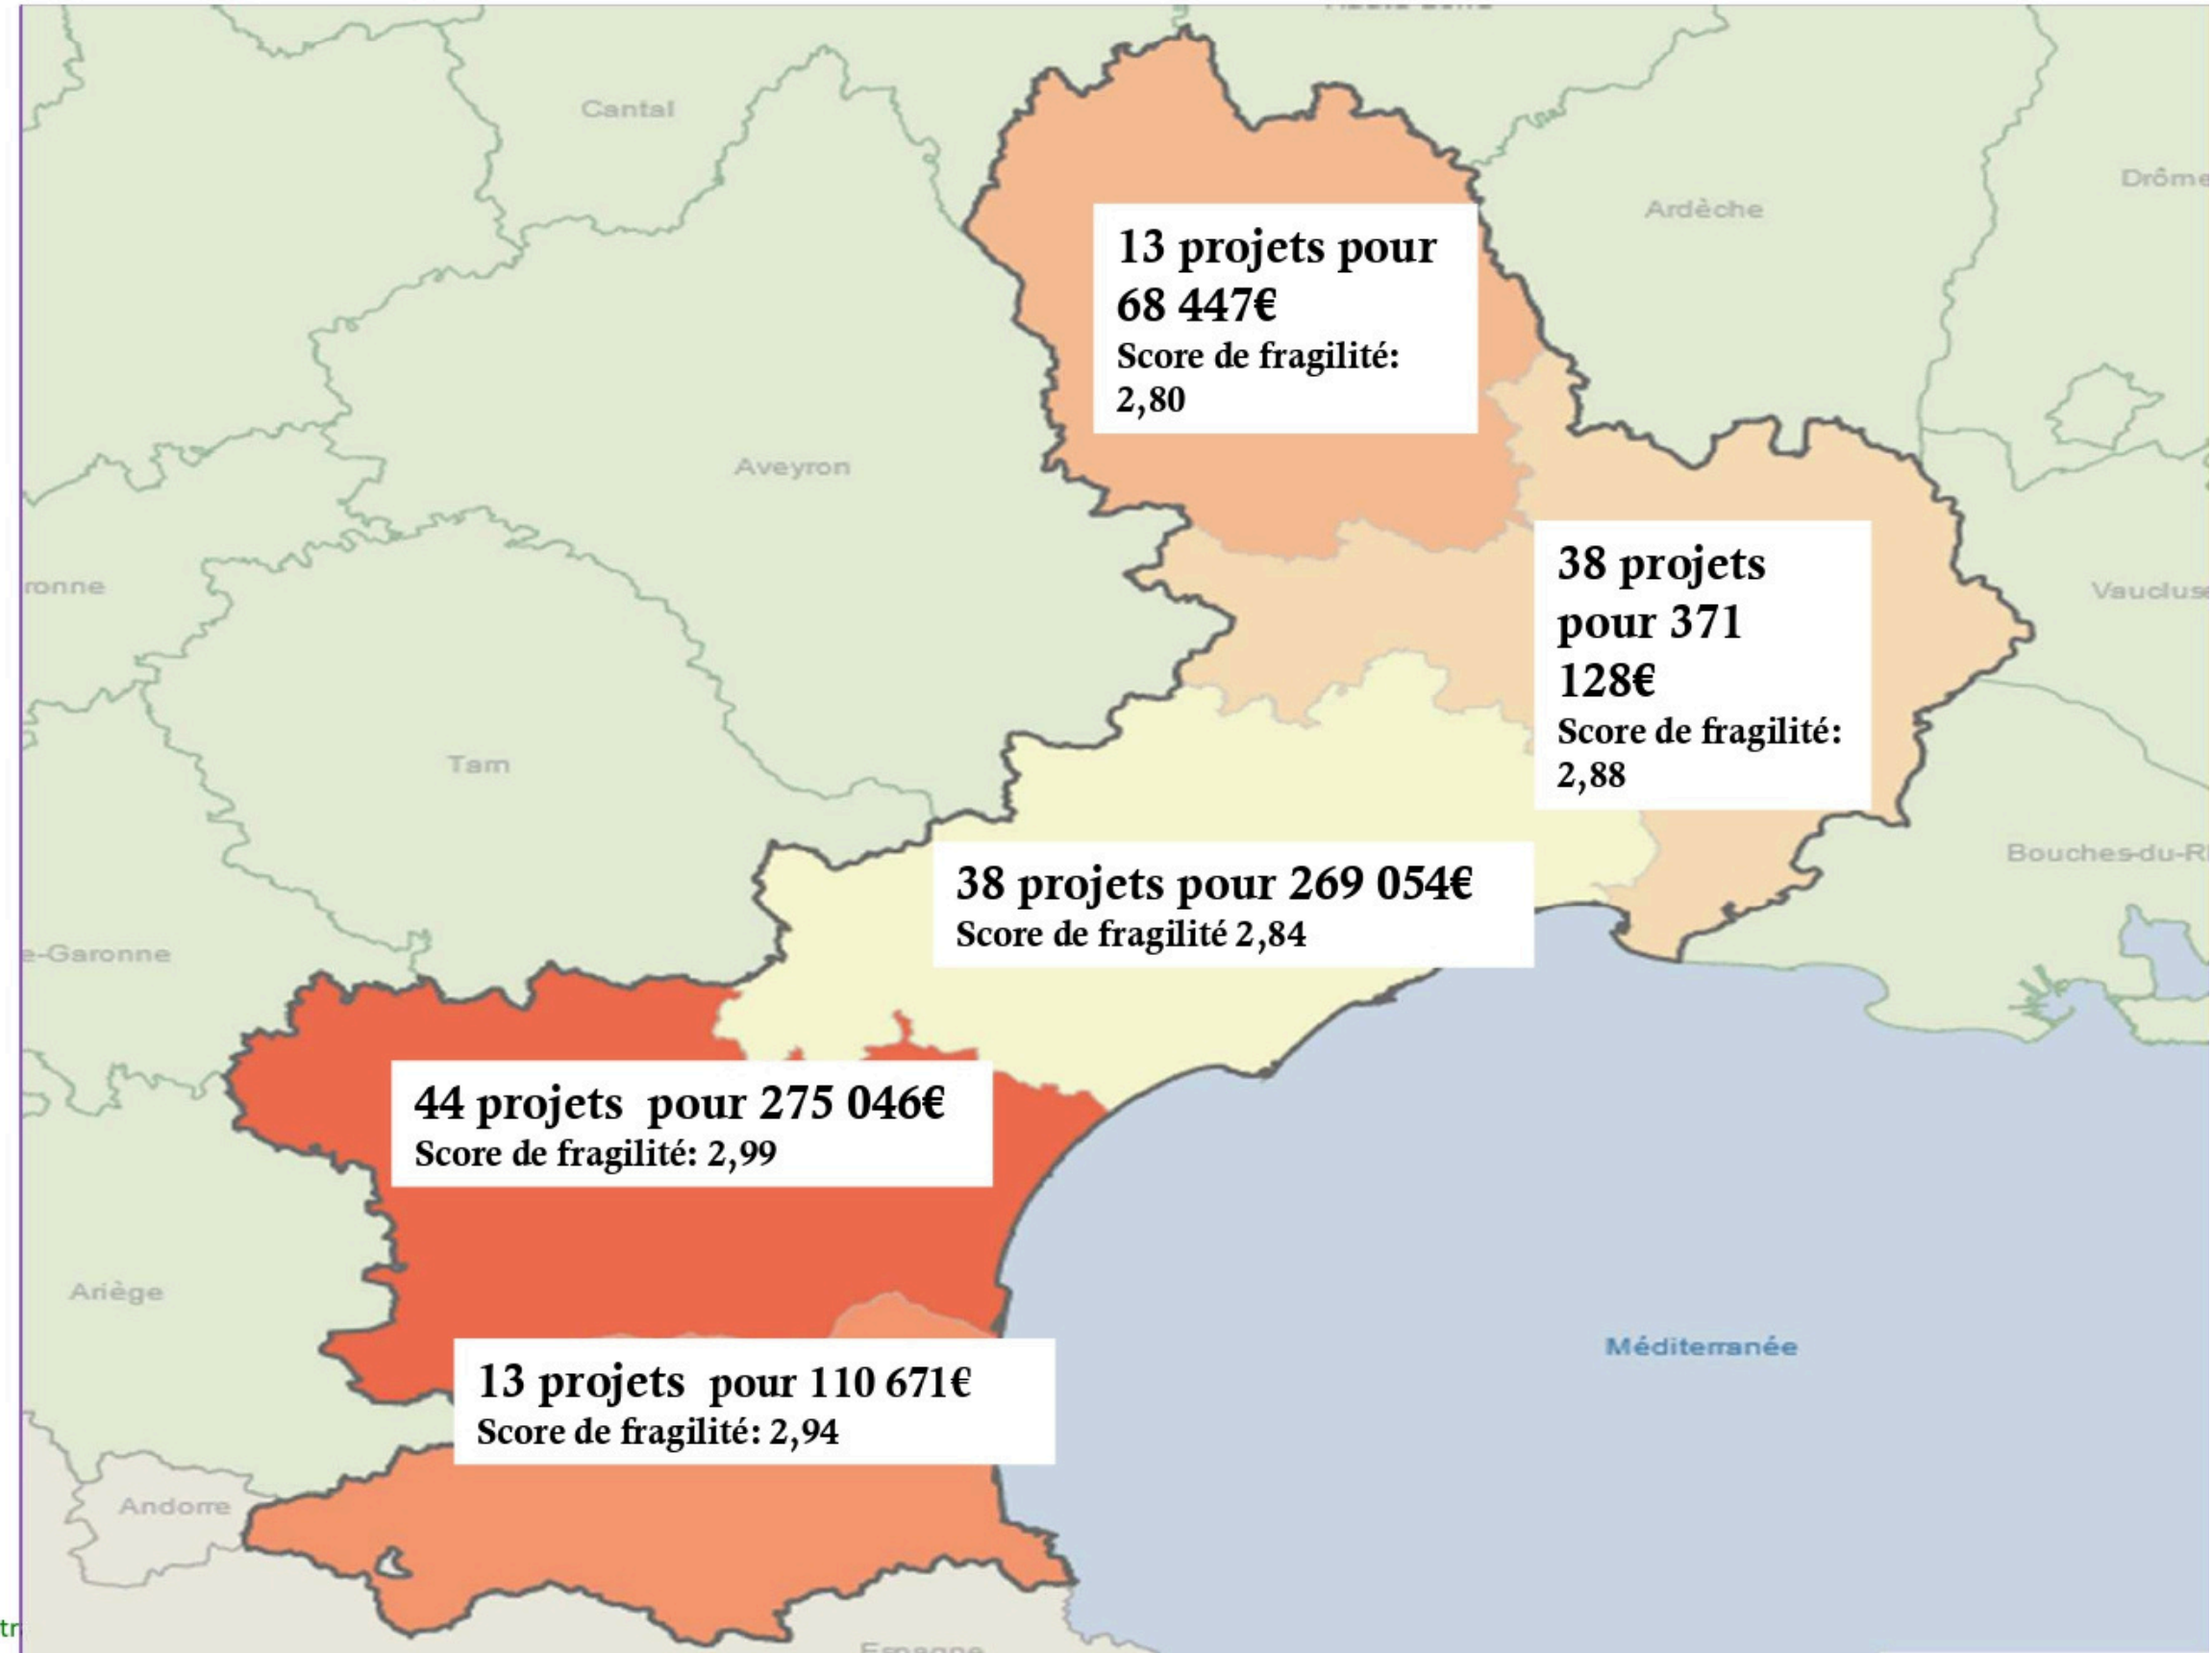 Cantal
Drôme
Ardèche
13 projets pour
68 447€
Score de fragilité:
2,80
Aveyron
38 projets
pour 371
128€
Score de fragilité:
2,88
ronne
Vaucluse
Tarn
Bouches-du-R
38 projets pour 269 054€
Score de fragilité 2,84
e-Garonne
44 projets pour 275 046€
Score de fragilité: 2,99
Ariège
Méditerranée
13 projets pour 110 671€
Score de fragilité: 2,94
Andorre
tr
Espagne